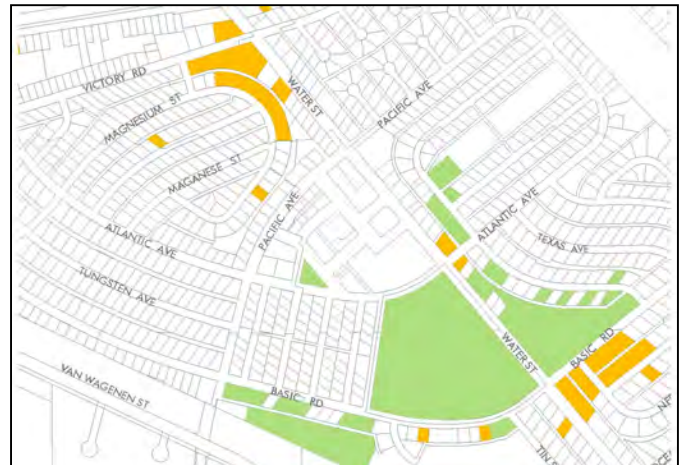 VICTORY RD
WATER ST
PACIFIC AVE
MAGNESIUM ST
MAGANESE ST
PACIFIC AVE
ATLANTIC AVE
ATLANTIC AVE
TEXAS AVE
TUNGSTEN AVE
WATER ST
BASIC RD
VAN WAGENEN ST
BASIC RD
TIN